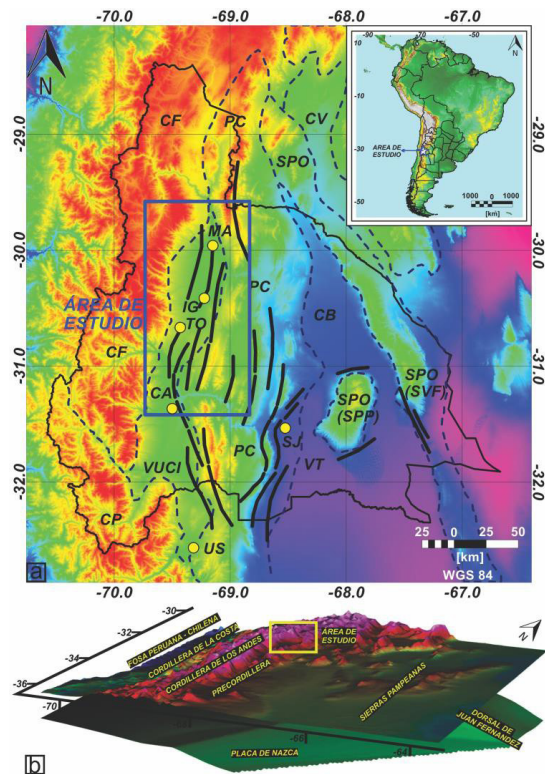 -70.0
-69.0
-68.0
-67.0
-90
-70
-50
-30
10
-10
-30
-50
ÁREA DE
ESTUDIO
1000 0 1000
[km]
N
-29.0
-30.0
-31.0
-32.0
-29.0
-30.0
-31.0
-32.0
CF
PC
CV
SPO
MA
IG
TO
ÁREA DE
ESTUDIO
PC
CB
CF
CA
SPO
(SPP)
SPO
(SVF)
SJ
VUCI
PC
VT
CP
US
25 0 25 50
[km]
WGS 84
a
-70.0
-69.0
-68.0
-67.0
-30
-32
-34
-36
-70
FOSA PERUANA - CHILENA
CORDILLERA DE LA COSTA
CORDILLERA DE LOS ANDES
PRECORDILLERA
ÁREA DE
ESTUDIO
N
SIERRAS PAMPEANAS
DORSAL DE
JUAN FERNANDEZ
-66
-64
PLACA DE NAZCA
b